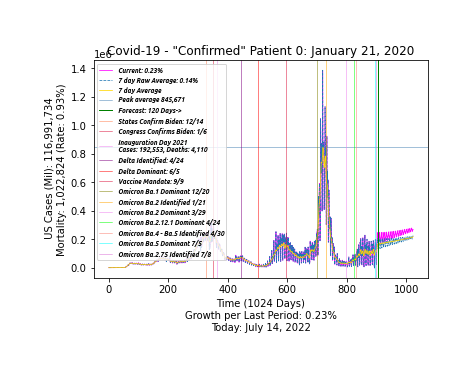 Covid-19 - "Confirmed" Patient 0: January 21, 2020
1e6
Current: 0.23%
7 day Raw Average: 0.14%
7 day Average
Peak average 845,671
Forecast: 120 Days->
States Confirm Biden: 12/14
Congress Confirms Biden: 1/6
Inauguration Day 2021
Cases: 192,553, Deaths: 4,110
Delta Identified: 4/24
Delta Dominant: 6/5
Vaccine Mandate: 9/9
Omicron Ba.1 Dominant 12/20
Omicron Ba.2 Identified 1/21
Omicron Ba.2 Dominant 3/29
Omicron Ba.2.12.1 Dominant 4/24
Omicron Ba.4 - Ba.5 Identified 4/30
Omicron Ba.5 Dominant 7/5
Omicron Ba.2.75 Identified 7/8
1.4
1.2
1.0
0.8
0.6
0.4
0.2
0.0
US Cases (Mil): 116,991,734
Mortality: 1,022,824 (Rate: 0.93%)
0 200 400 600 800 1000
Time (1024 Days)
Growth per Last Period: 0.23%
Today: July 14, 2022